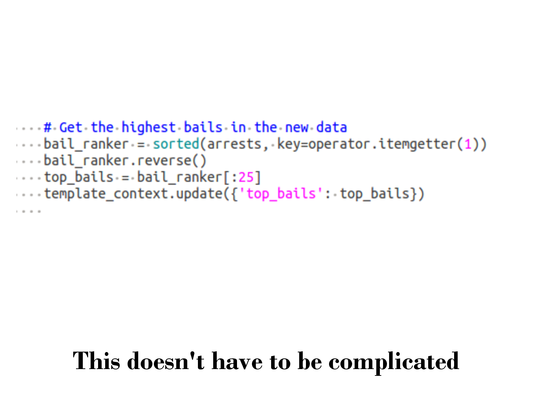 # Get the highest bails in the new data
bail_ranker = sorted(arrests, key=operator.itemgetter(1))
bail_ranker.reverse()
top_bails = bail_ranker[:25]
template_context.update({'top_bails': top_bails})
This doesn't have to be complicated